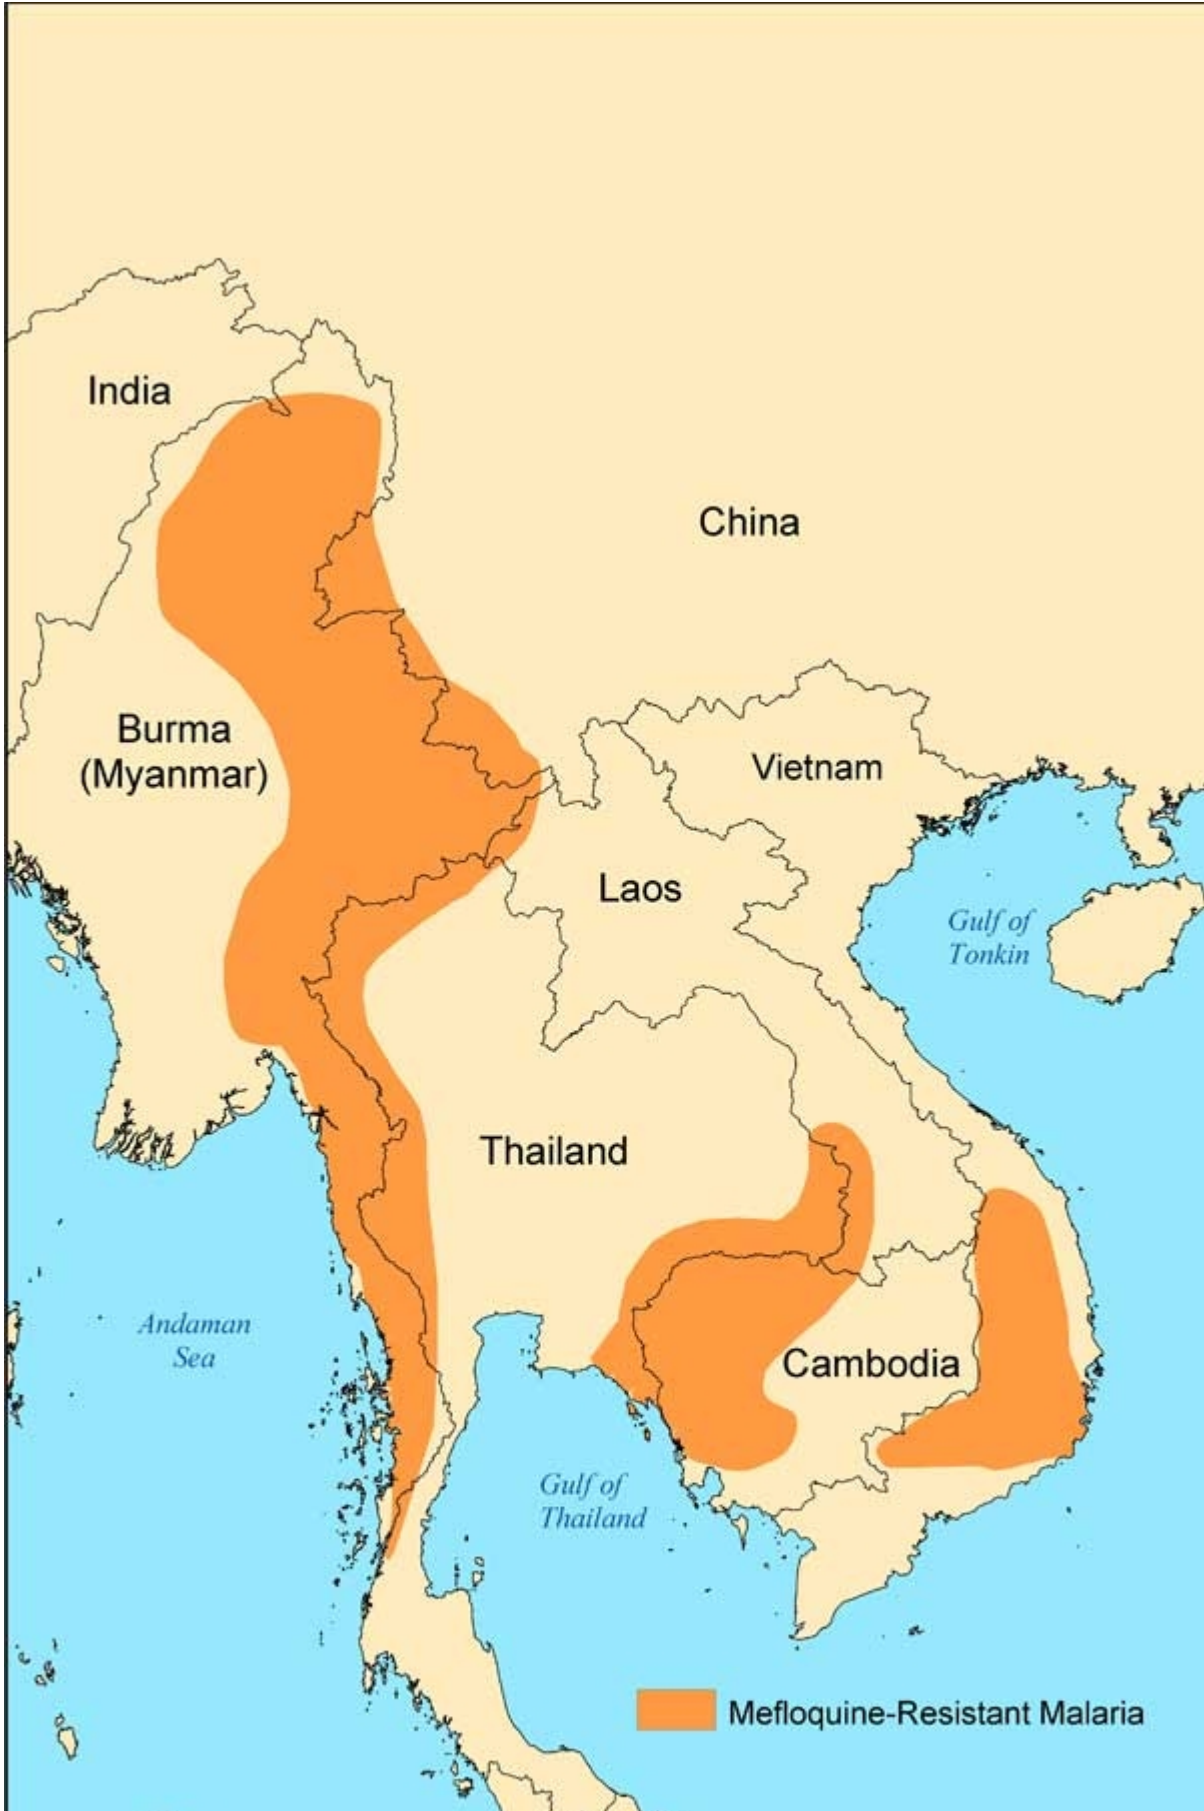 India
China
Burma
(Myanmar)
Vietnam
Laos
Gulf of
Tonkin
Thailand
Andaman
Sea
Cambodia
Gulf of
Thailand
Mefloquine-Resistant Malaria